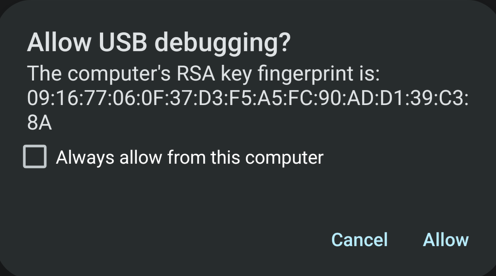 Allow USB debugging?
The computer's RSA key fingerprint is:
09:16:77:06:0F:37:D3:F5:A5:FC:90:AD:D1:39:C3:
8A
Always allow from this computer
Cancel Allow